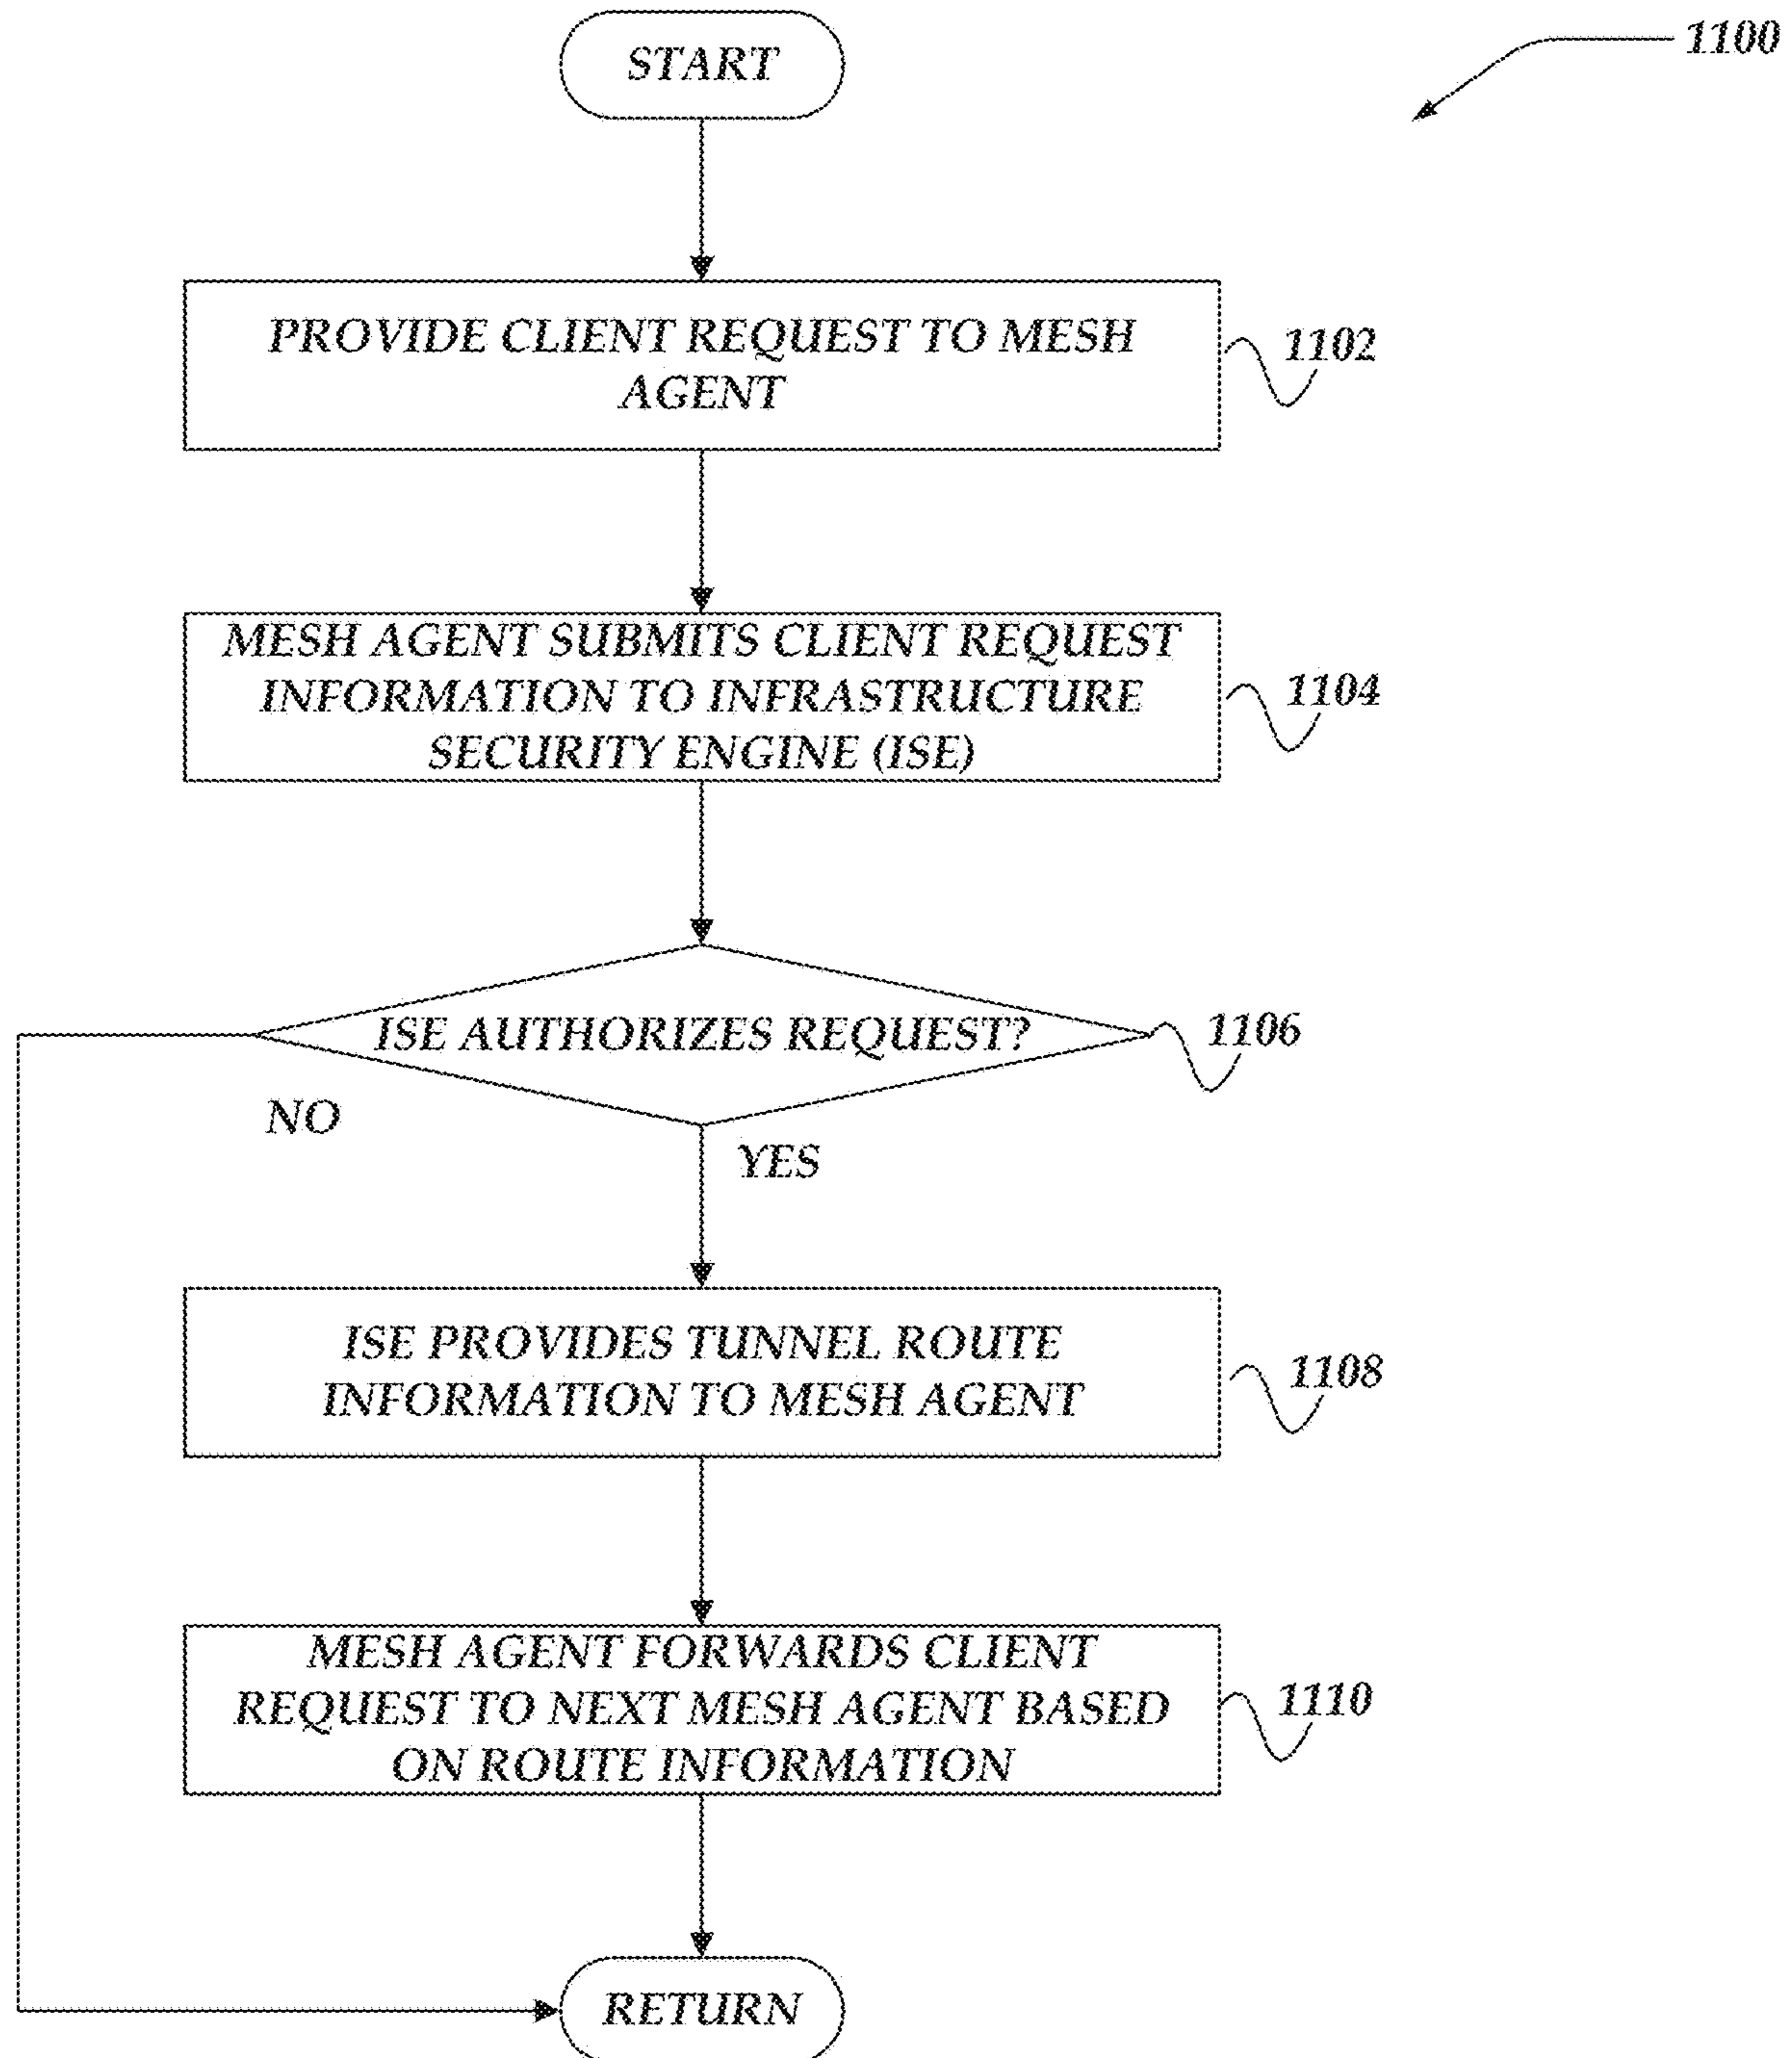 START
1100
PROVIDE CLIENT REQUEST TO MESH
AGENT
1102
MESH AGENT SUBMITS CLIENT REQUEST
INFORMATION TO INFRASTRUCTURE
SECURITY ENGINE (ISE)
1104
ISE AUTHORIZES REQUEST?
1106
NO
YES
ISE PROVIDES TUNNEL ROUTE
INFORMATION TO MESH AGENT
1108
MESH AGENT FORWARDS CLIENT
REQUEST TO NEXT MESH AGENT BASED
ON ROUTE INFORMATION
1110
RETURN